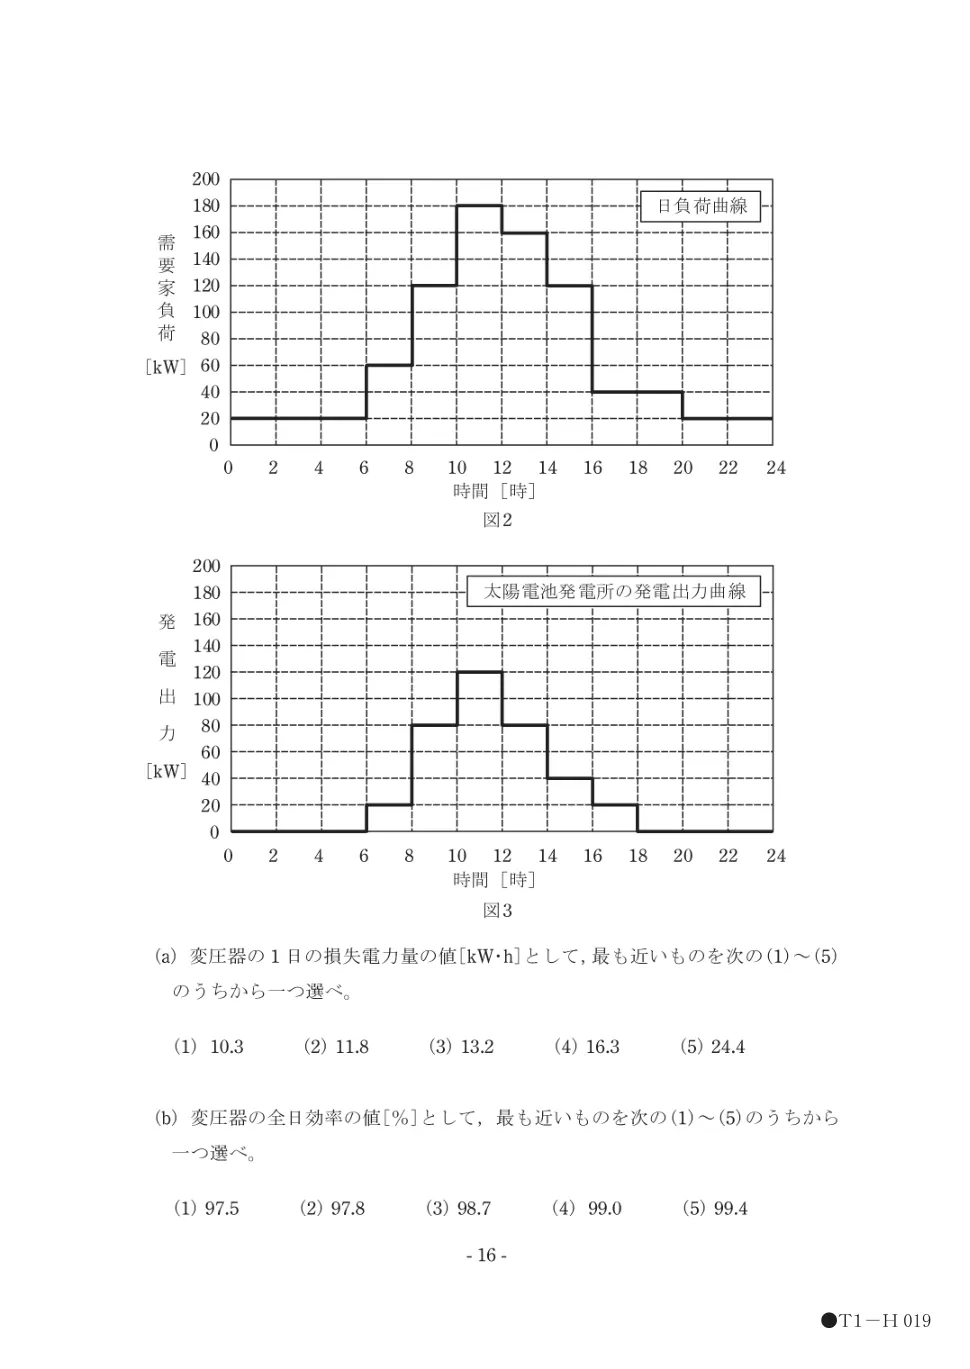 200
180
160
140
120
100
80
60
40
20
0
需要家負荷
[kW]
日負荷曲線
0 2 4 6 8 10 12 14 16 18 20 22 24
時間［時］
図2
200
180
160
140
120
100
80
60
40
20
0
発電出力
[kW]
太陽電池発電所の発電出力曲線
0 2 4 6 8 10 12 14 16 18 20 22 24
時間［時］
図3
(a) 変圧器の1日の損失電力量の値[kW·h]として，最も近いものを次の(1)～(5)
のうちから一つ選べ。
(1) 10.3 (2) 11.8 (3) 13.2 (4) 16.3 (5) 24.4
(b) 変圧器の全日効率の値[％]として，最も近いものを次の(1)～(5)のうちから
一つ選べ。
(1) 97.5 (2) 97.8 (3) 98.7 (4) 99.0 (5) 99.4
- 16 -
●T1－H 019